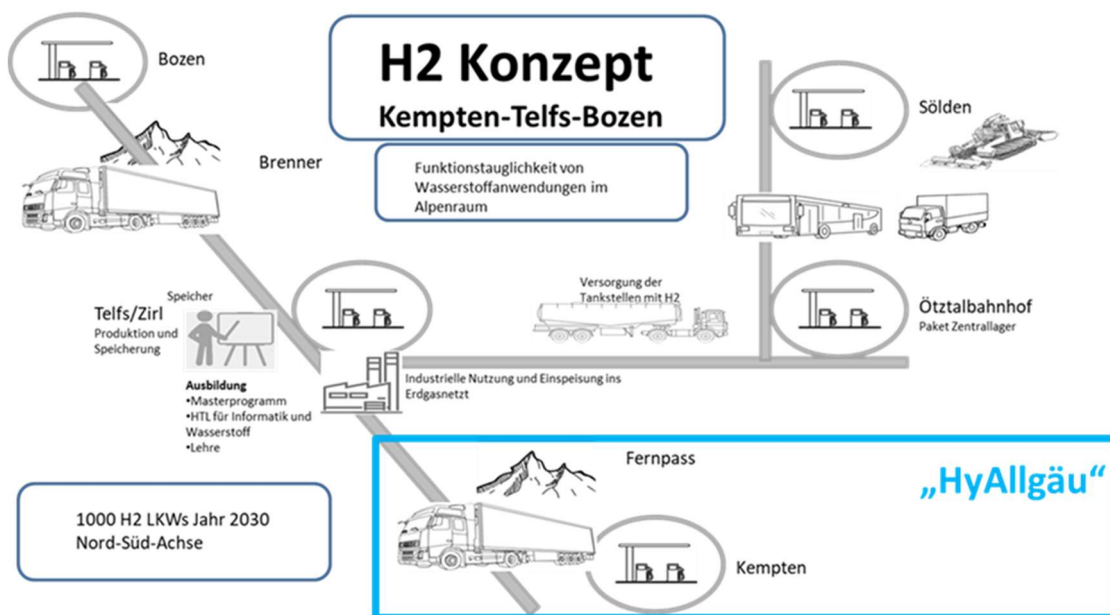 H2 Konzept
Kempten-Telfs-Bozen
Funktionstauglichkeit von
Wasserstoffanwendungen im
Alpenraum
Bozen
Brenner
Sölden
Speicher
Telfs/Zirl
Produktion und
Speicherung
Ausbildung
•Masterprogramm
•HTL für Informatik und
Wasserstoff
•Lehre
Versorgung der
Tankstellen mit H2
Ötztalbahnhof
Paket Zentrallager
Industrielle Nutzung und Einspeisung ins
Erdgasnetzt
1000 H2 LKWs Jahr 2030
Nord-Süd-Achse
Fernpass
„HyAllgäu“
Kempten